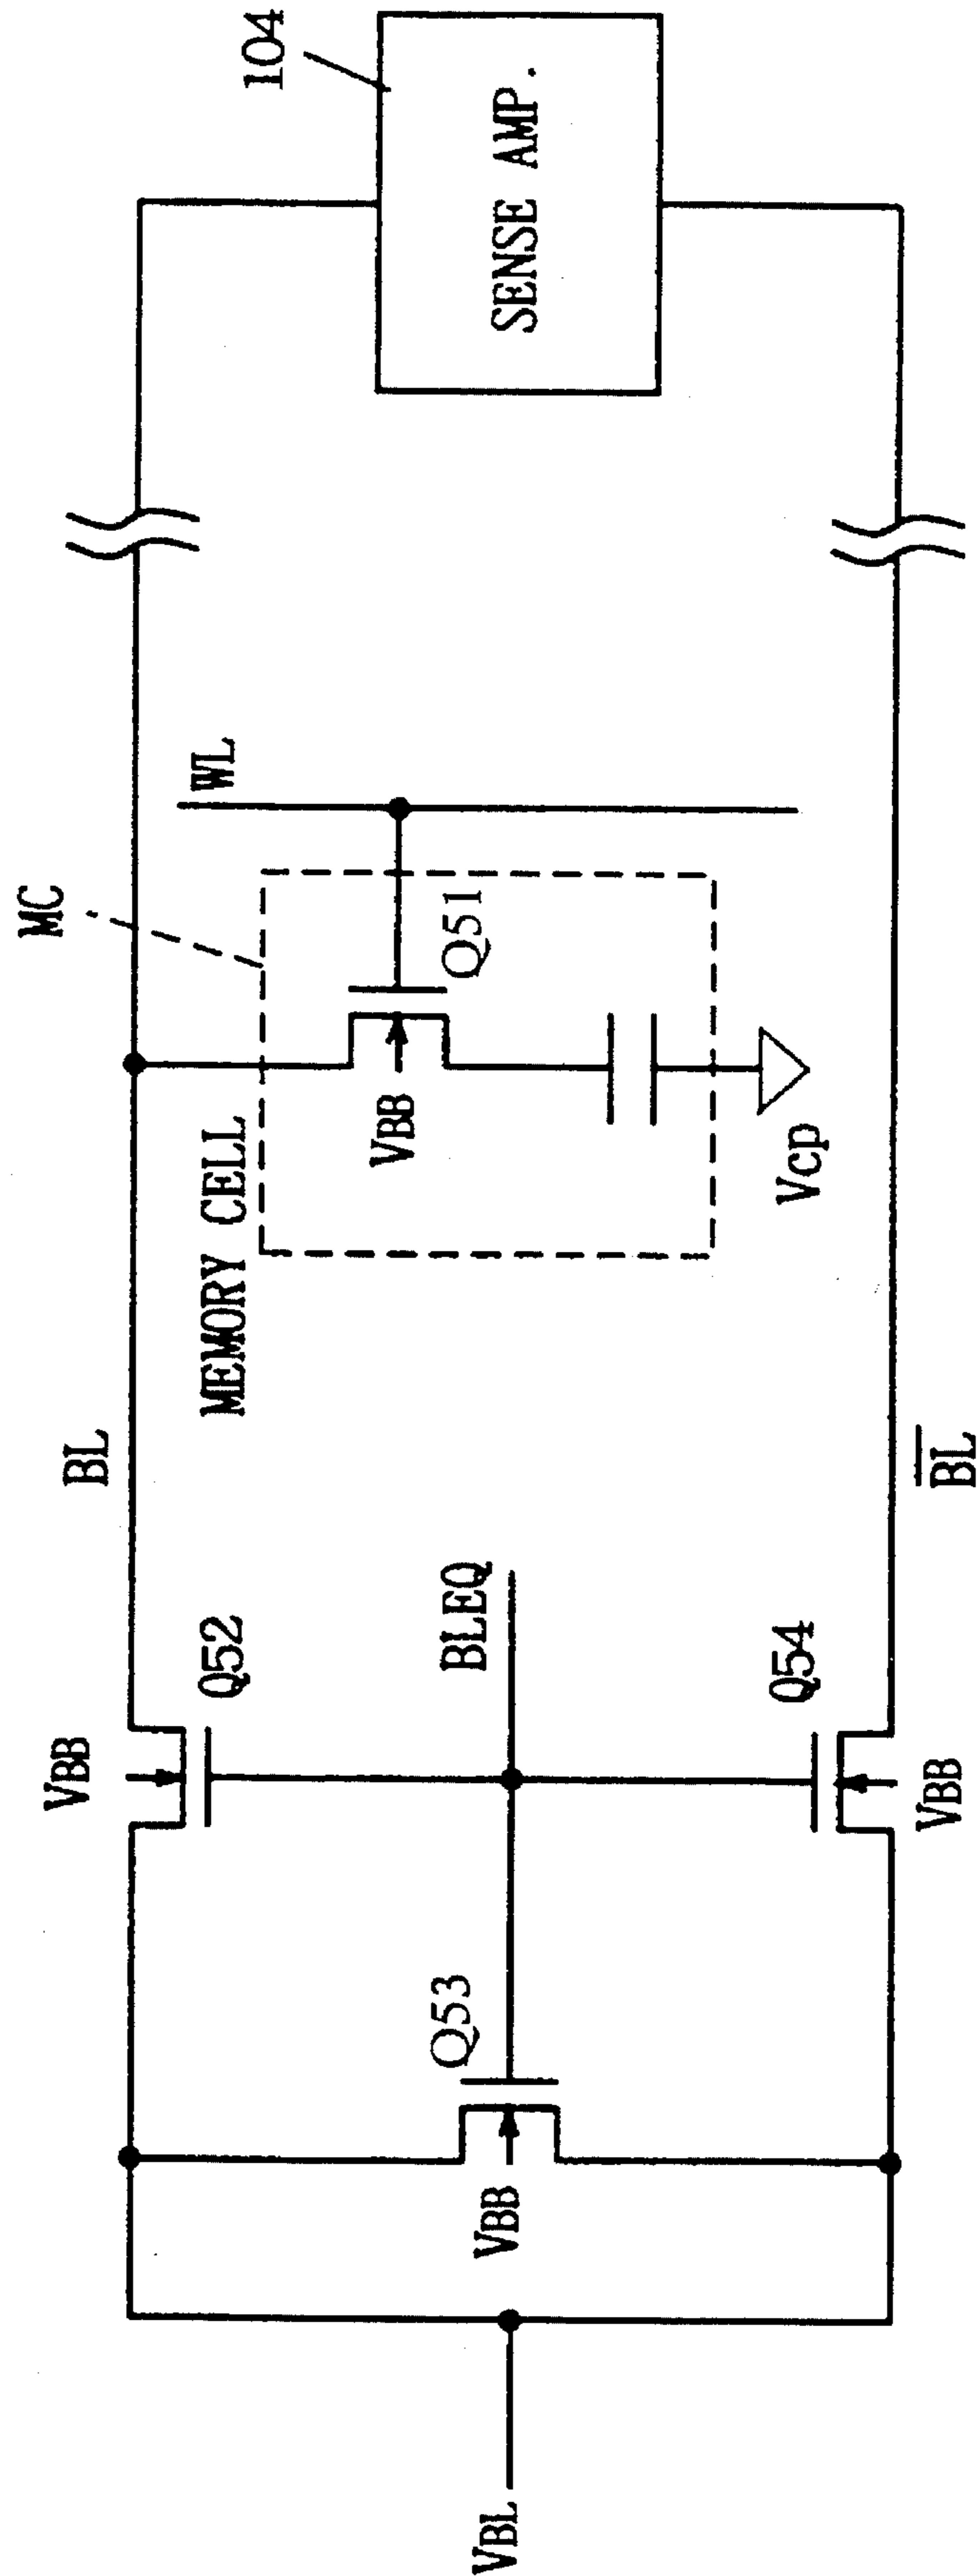 104
SENSE AMP.
MC
WL
Q51
VBB
MEMORY CELL
Vcp
BL
BL
Q52
VBB
BLEQ
Q54
VBB
Q53
VBB
VBL